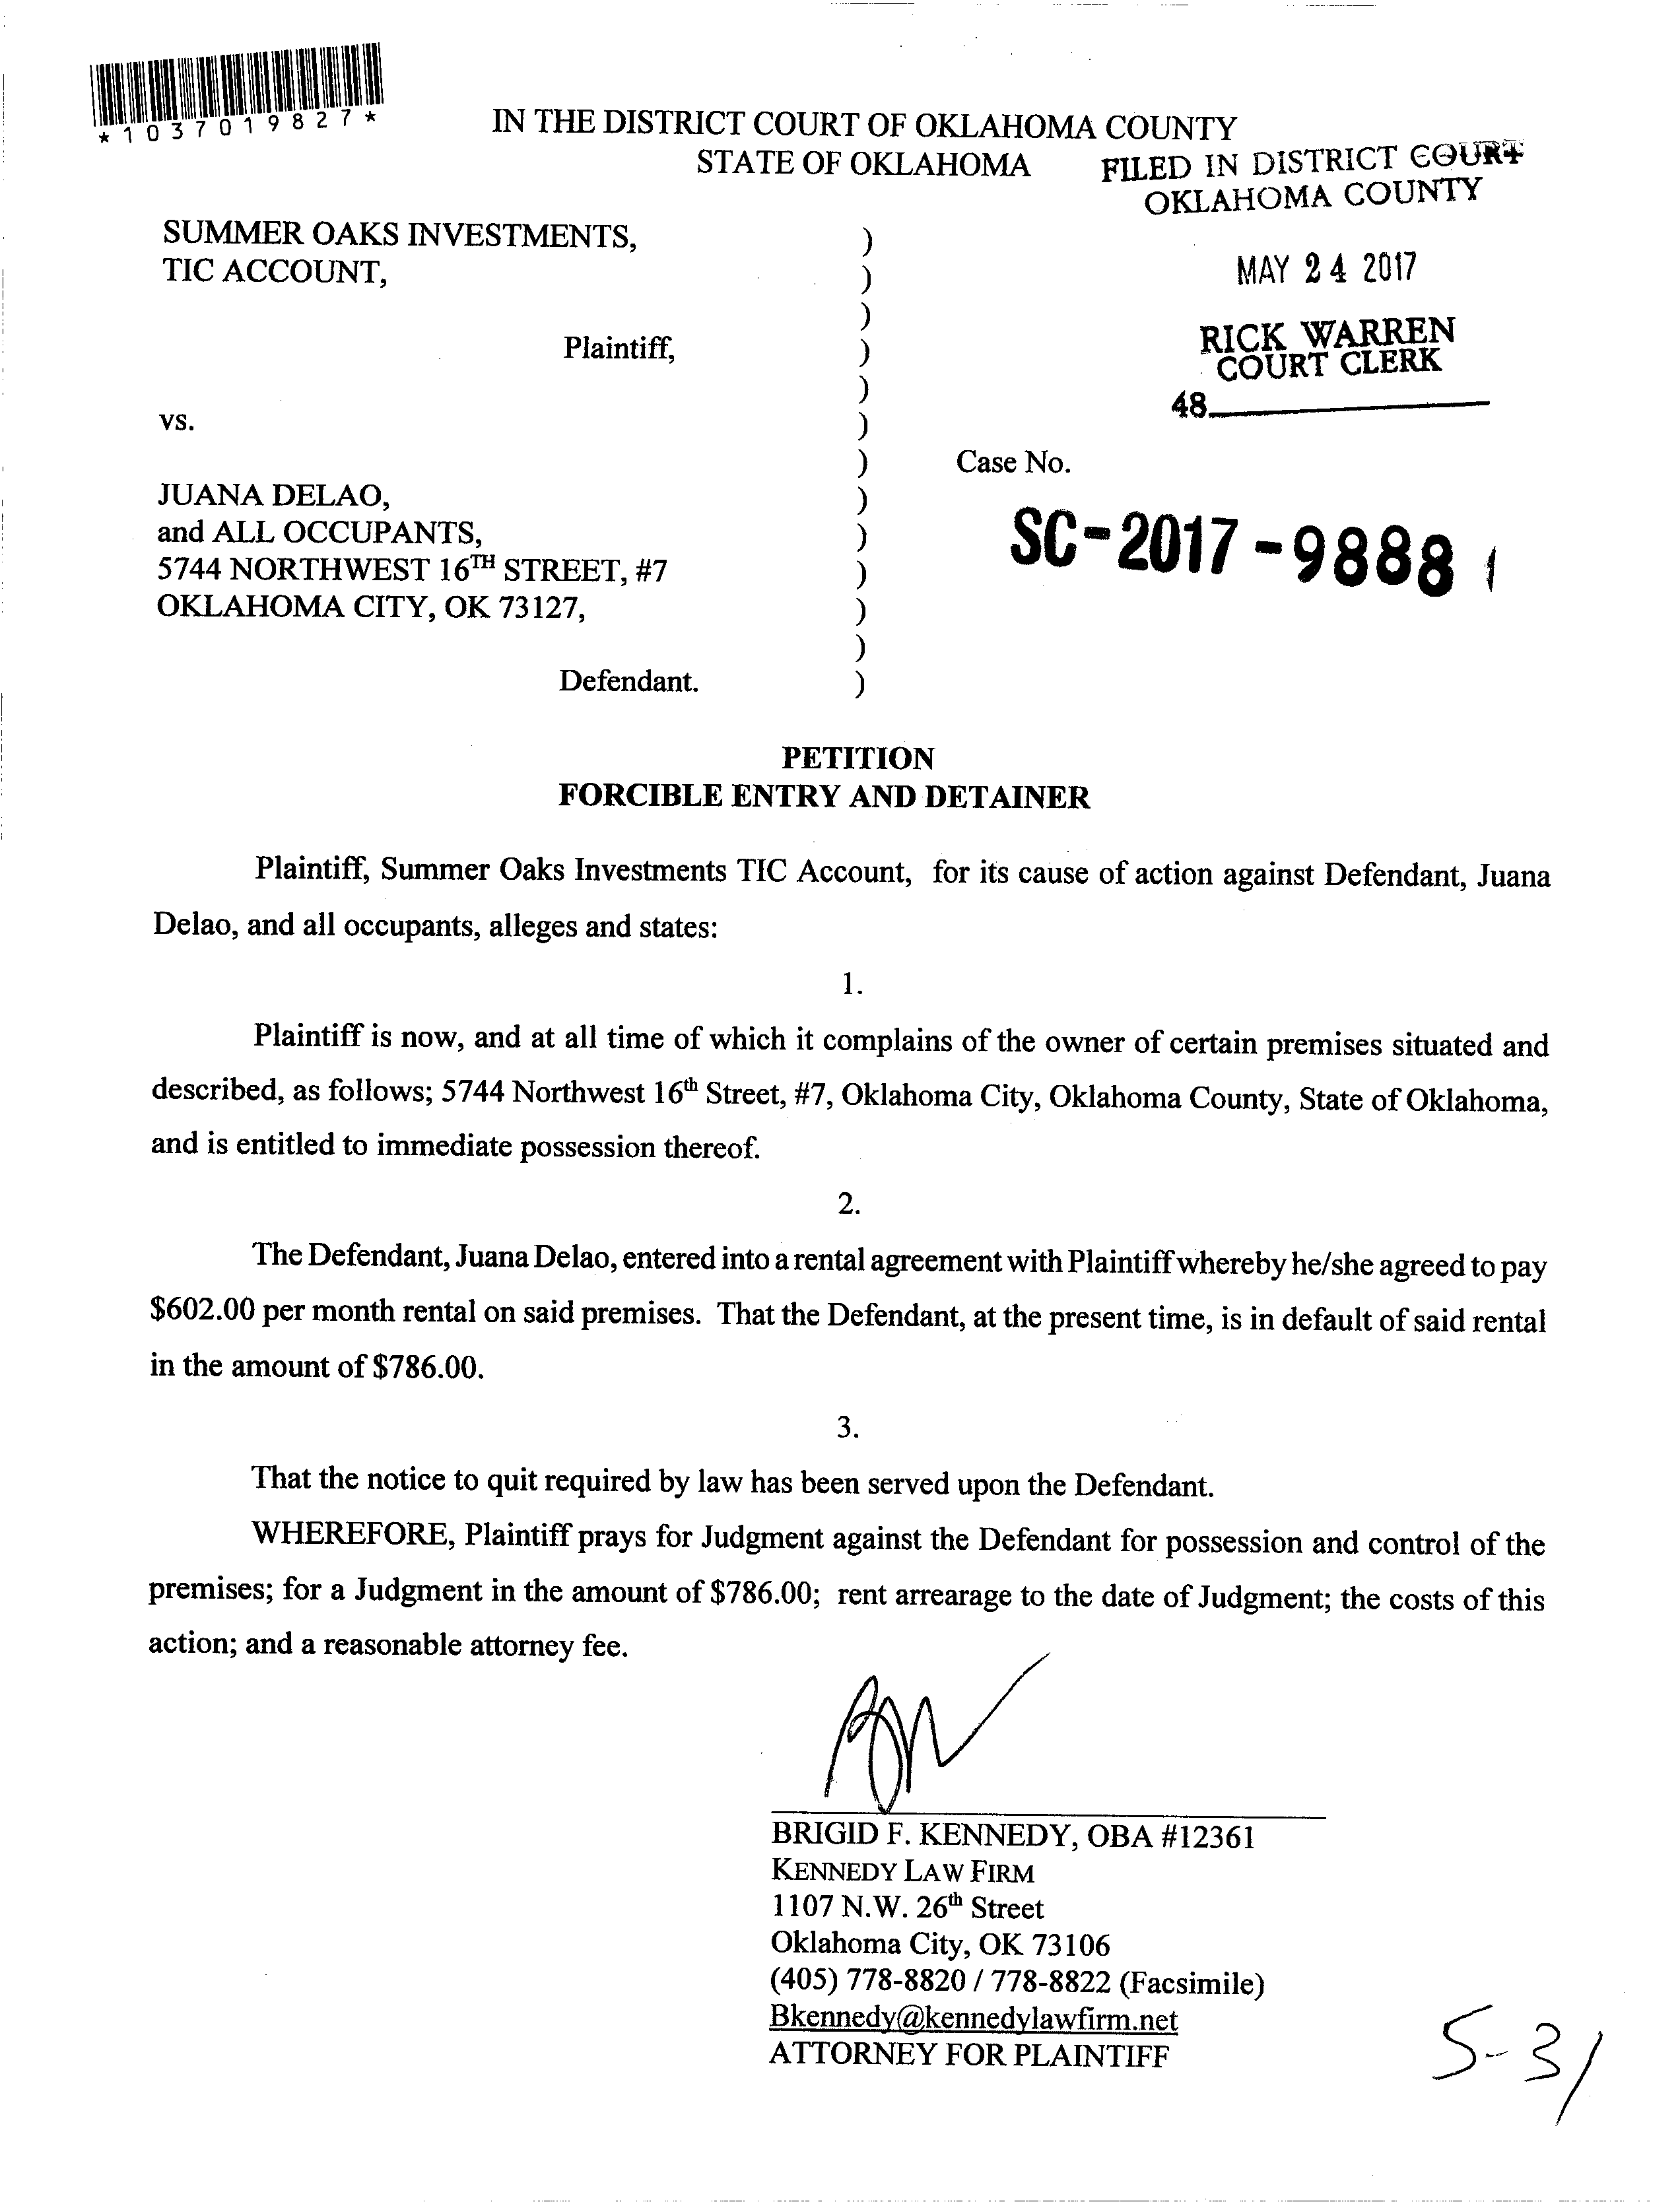 *1037019827*
IN THE DISTRICT COURT OF OKLAHOMA COUNTY
STATE OF OKLAHOMA
FILED IN DISTRICT COURT
OKLAHOMA COUNTY
MAY 24 2017
RICK WARREN
COURT CLERK
48
SUMMER OAKS INVESTMENTS, )
TIC ACCOUNT, )
)
Plaintiff, )
)
vs. )
) Case No.
JUANA DELAO, )
and ALL OCCUPANTS, ) SC-2017-9888
5744 NORTHWEST 16TH STREET, #7 )
OKLAHOMA CITY, OK 73127, )
)
Defendant. )
PETITION
FORCIBLE ENTRY AND DETAINER
Plaintiff, Summer Oaks Investments TIC Account, for its cause of action against Defendant, Juana
Delao, and all occupants, alleges and states:
1.
Plaintiff is now, and at all time of which it complains of the owner of certain premises situated and
described, as follows; 5744 Northwest 16th Street, #7, Oklahoma City, Oklahoma County, State of Oklahoma,
and is entitled to immediate possession thereof.
2.
The Defendant, Juana Delao, entered into a rental agreement with Plaintiff whereby he/she agreed to pay
$602.00 per month rental on said premises. That the Defendant, at the present time, is in default of said rental
in the amount of $786.00.
3.
That the notice to quit required by law has been served upon the Defendant.
WHEREFORE, Plaintiff prays for Judgment against the Defendant for possession and control of the
premises; for a Judgment in the amount of $786.00; rent arrearage to the date of Judgment; the costs of this
action; and a reasonable attorney fee.
BRIGID F. KENNEDY, OBA #12361
KENNEDY LAW FIRM
1107 N.W. 26th Street
Oklahoma City, OK 73106
(405) 778-8820 / 778-8822 (Facsimile)
Bkennedy@kennedylawfirm.net
ATTORNEY FOR PLAINTIFF
5-31